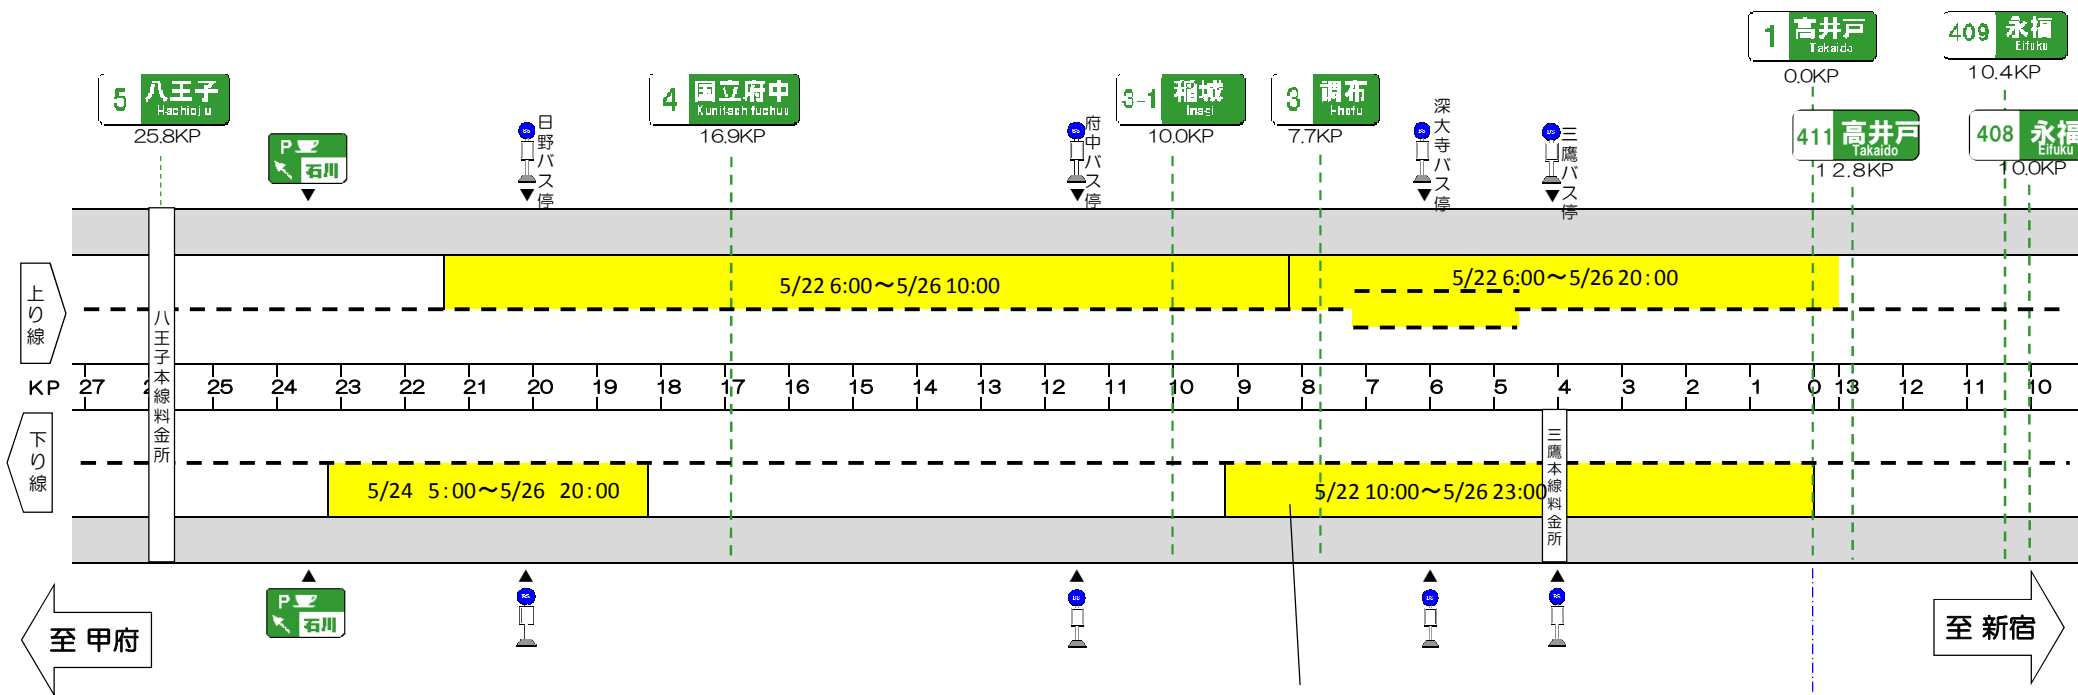 1 高井戸
Takaido
0.0KP
409 永福
Eifuku
10.4KP
5 八王子
Hachioji
25.8KP
P
石川
日野バス停
4 国立府中
16.9KP
府中バス停
3-1 稲城
Inagi
10.0KP
3 調布
7.7KP
深大寺バス停
三鷹バス停
411 高井戸
Takaido
12.8KP
408 永福
Eifuku
10.0KP
上り線
5/22 6:00～5/26 10:00
5/22 6:00～5/26 20:00
八王子本線料金所
KP 27 25 24 23 22 21 20 19 18 17 16 15 14 13 12 11 10 9 8 7 6 5 4 3 2 1 0 13 12 11 10
下り線
5/24 5:00～5/26 20:00
5/22 10:00～5/26 23:00
三鷹本線料金所
P
石川
至 甲府
至 新宿